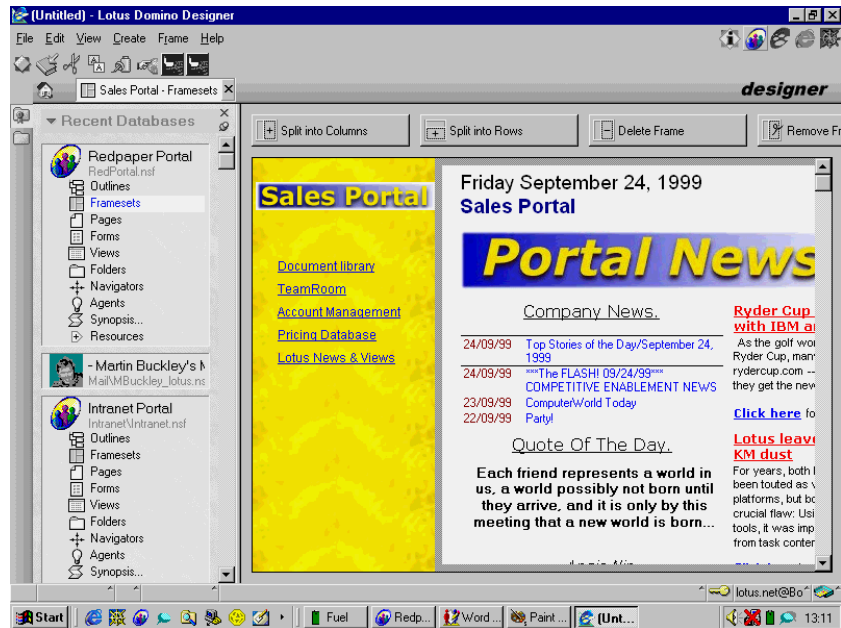 (Untitled) - Lotus Domino Designer
File Edit View Create Frame Help
Sales Portal - Framesets
designer
Recent Databases
Split into Columns
Split into Rows
Delete Frame
Remove Fr
Redpaper Portal
RedPortal.nsf
Outlines
Framesets
Pages
Forms
Views
Folders
Navigators
Agents
Synopsis...
Resources
- Martin Buckley's M
Mail\MBuckley_lotus.ns
Intranet Portal
Intranet\Intranet.nsf
Outlines
Framesets
Pages
Forms
Views
Folders
Navigators
Agents
Synopsis...
Sales Portal
Document library
TeamRoom
Account Management
Pricing Database
Lotus News & Views
Friday September 24, 1999
Sales Portal
Portal News
Company News.
24/09/99 Top Stories of the Day/September 24,
1999
24/09/99 ***The FLASH! 09/24/99***
COMPETITIVE ENABLEMENT NEWS
23/09/99 ComputerWorld Today
22/09/99 Party!
Quote Of The Day.
Each friend represents a world in
us, a world possibly not born until
they arrive, and it is only by this
meeting that a new world is born...
Ryder Cup
with IBM a
As the golf wor
Ryder Cup, man
rydercup.com --
they get the new
Click here fo
Lotus leav
KM dust
For years, both
been touted as
platforms, but bo
crucial flaw: Usi
tools, it was imp
from task conter
lotus.net@Bo
Start
Fuel
Redp...
Word ...
Paint ...
(Unt...
13:11